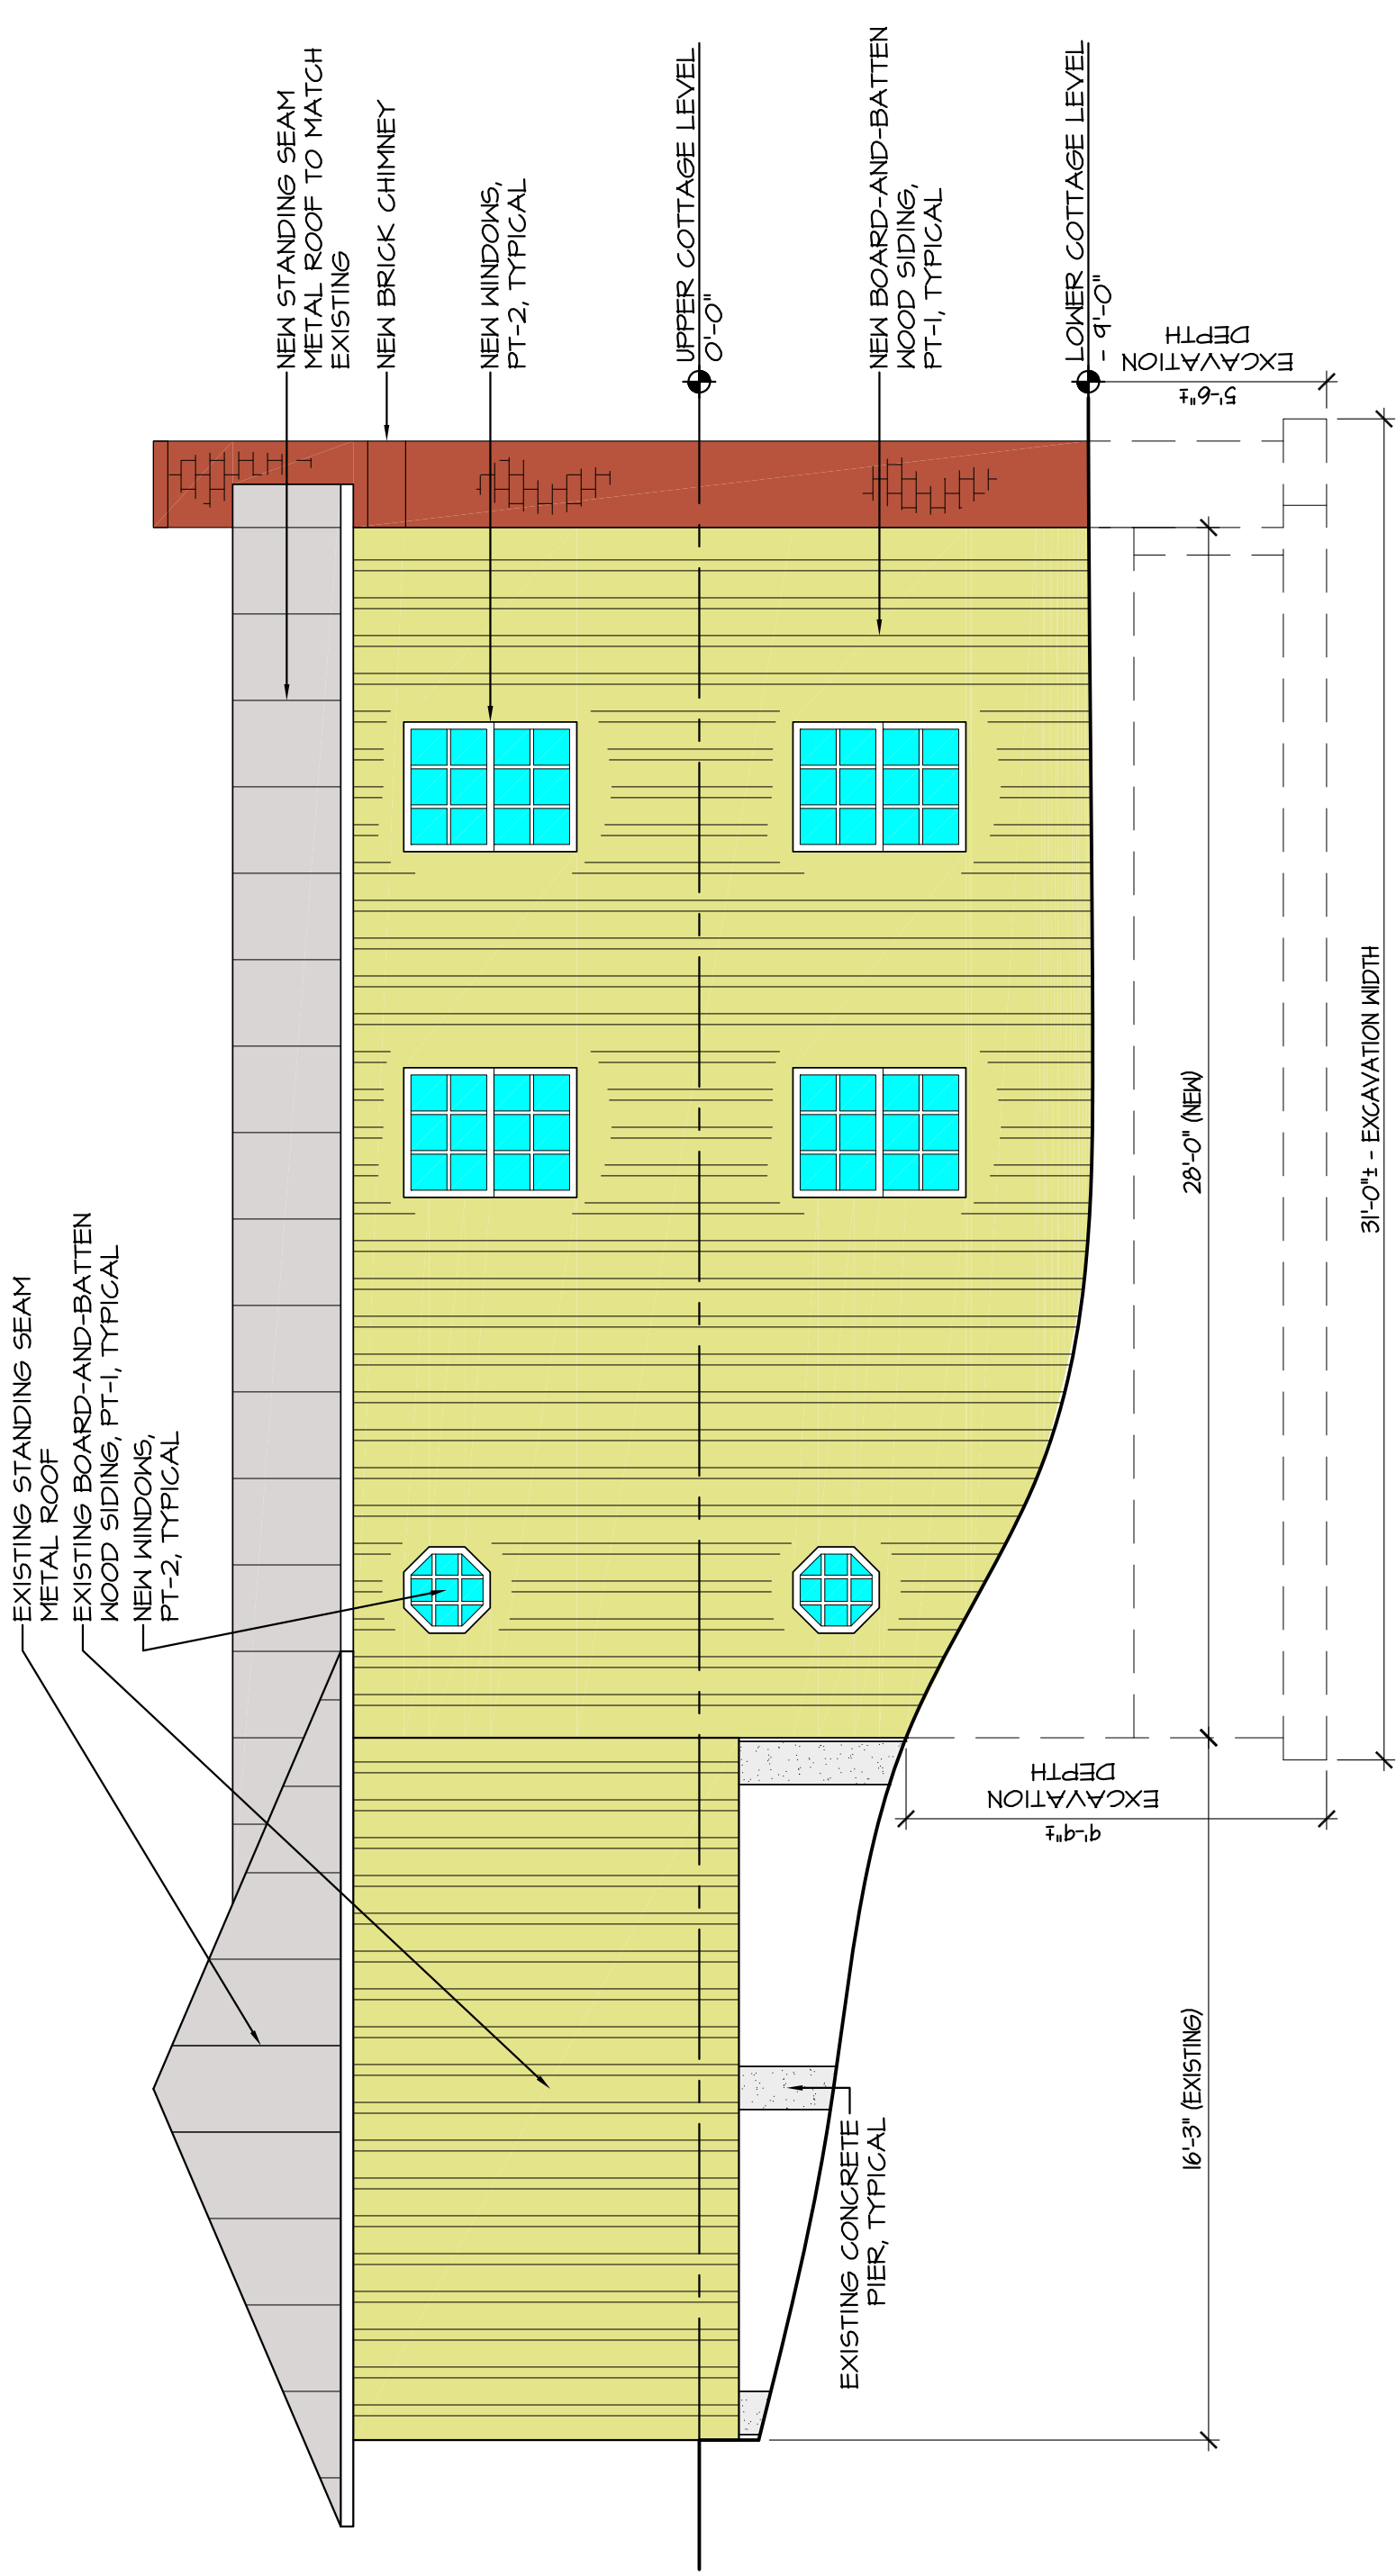 EXISTING STANDING SEAM
METAL ROOF
EXISTING BOARD-AND-BATTEN
WOOD SIDING, PT-1, TYPICAL
NEW WINDOWS,
PT-2, TYPICAL
NEW STANDING SEAM
METAL ROOF TO MATCH
EXISTING
NEW BRICK CHIMNEY
NEW WINDOWS,
PT-2, TYPICAL
UPPER COTTAGE LEVEL
0'-0"
NEW BOARD-AND-BATTEN
WOOD SIDING,
PT-1, TYPICAL
LOWER COTTAGE LEVEL
- 9'-0"
EXISTING CONCRETE
PIER, TYPICAL
9'-9"±
EXCAVATION
DEPTH
5'-6"±
EXCAVATION
DEPTH
16'-3" (EXISTING)
28'-0" (NEW)
31'-0"± - EXCAVATION WIDTH